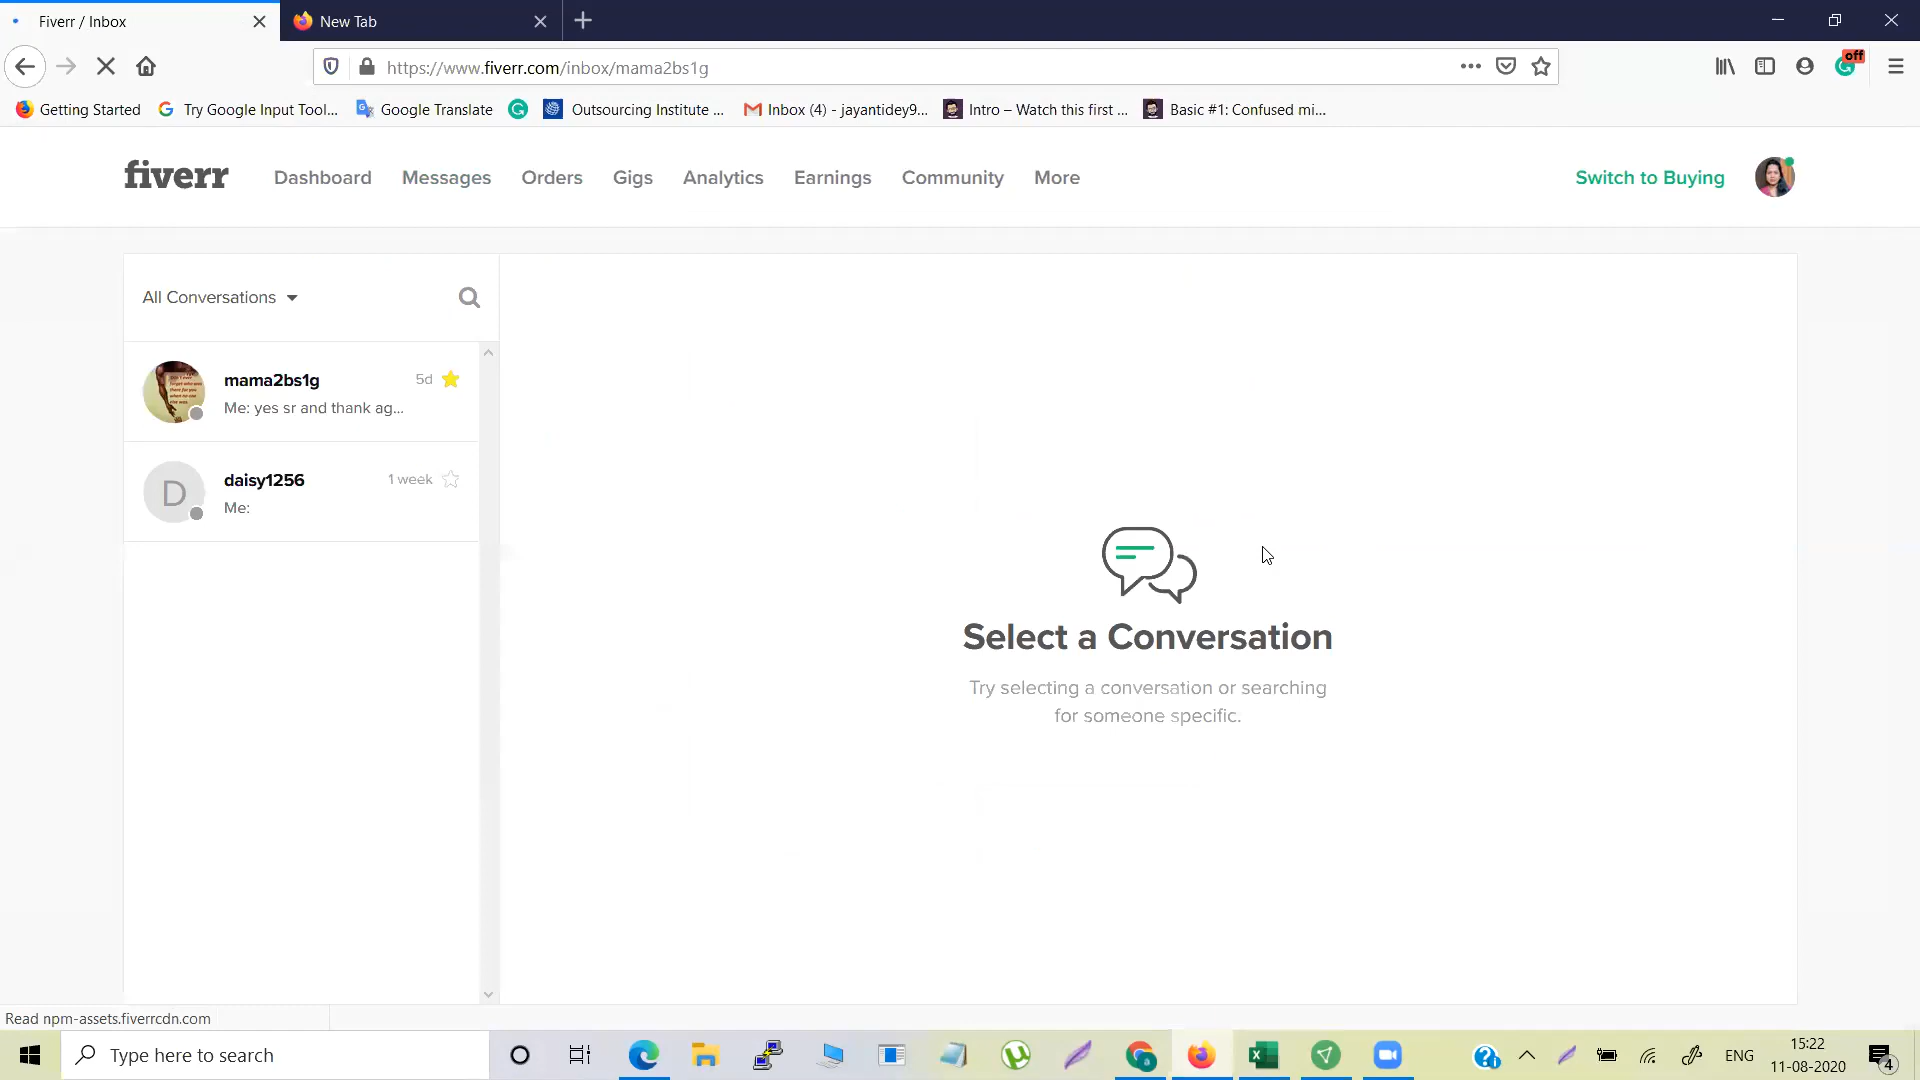 Fiverr / Inbox
New Tab
https://www.fiverr.com/inbox/mama2bs1g
off
Getting Started
Try Google Input Tool...
Google Translate
Outsourcing Institute ...
Inbox (4) - jayantidey9...
Intro – Watch this first ...
Basic #1: Confused mi...
fiverr
Dashboard
Messages
Orders
Gigs
Analytics
Earnings
Community
More
Switch to Buying
All Conversations
mama2bs1g
5d
Me: yes sr and thank ag...
D
daisy1256
1 week
Me:
Select a Conversation
Try selecting a conversation or searching
for someone specific.
Read npm-assets.fiverrcdn.com
Type here to search
ENG
15:22
11-08-2020
4